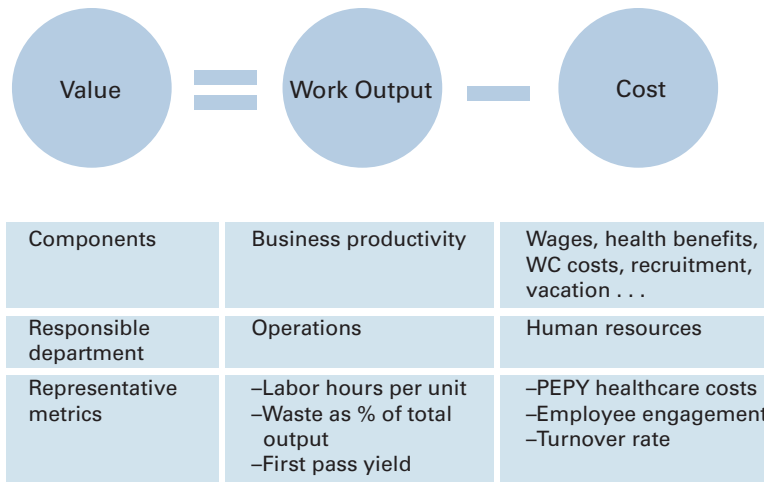 Value
Work Output
Cost
Components
Business productivity
Wages, health benefits,
WC costs, recruitment,
vacation . . .
Responsible
department
Operations
Human resources
Representative
metrics
–Labor hours per unit
–Waste as % of total
output
–First pass yield
–PEPY healthcare costs
–Employee engagement
–Turnover rate